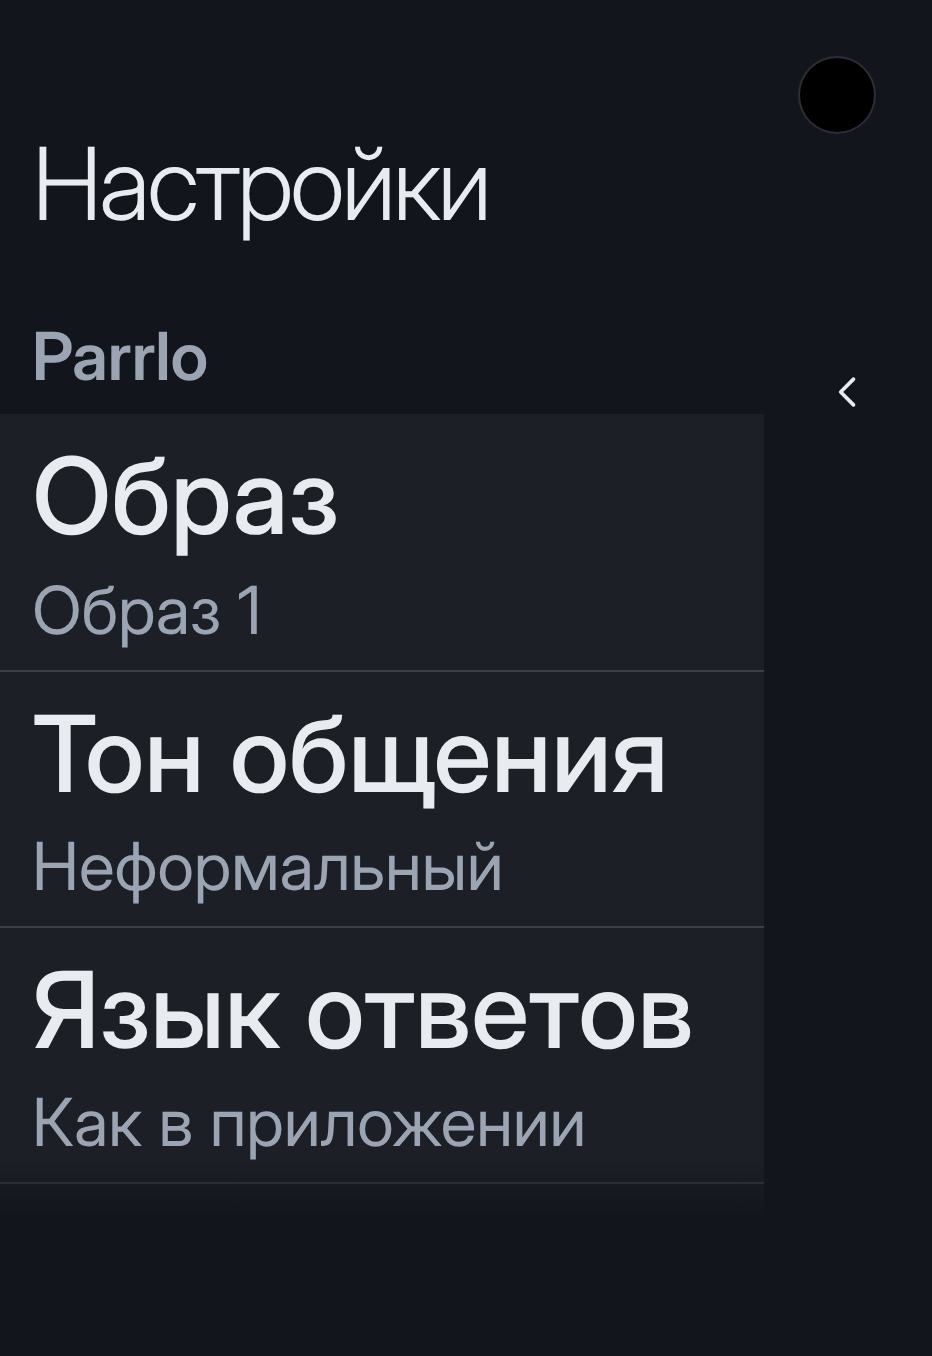 Настройки
Parrlo
Образ
Образ 1
Тон общения
Неформальный
Язык ответов
Как в приложении